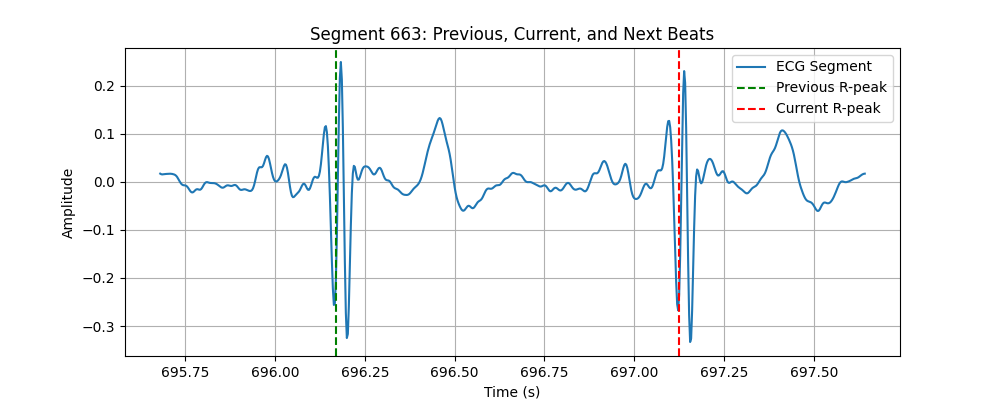 Segment 663: Previous, Current, and Next Beats
ECG Segment
Previous R-peak
Current R-peak
Amplitude
0.2
0.1
0.0
−0.1
−0.2
−0.3
695.75 696.00 696.25 696.50 696.75 697.00 697.25 697.50
Time (s)